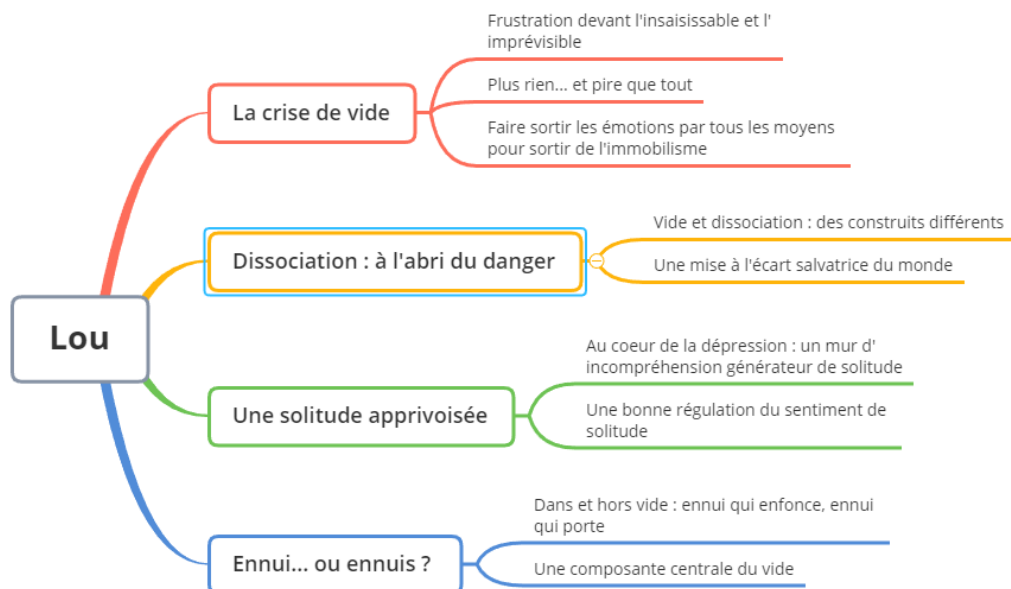 Lou
La crise de vide
Frustration devant l'insaisissable et l'
imprévisible
Plus rien... et pire que tout
Faire sortir les émotions par tous les moyens
pour sortir de l'immobilisme
Dissociation : à l'abri du danger
Vide et dissociation : des construits différents
Une mise à l'écart salvatrice du monde
Une solitude apprivoisée
Au coeur de la dépression : un mur d'
incompréhension générateur de solitude
Une bonne régulation du sentiment de
solitude
Ennui... ou ennuis ?
Dans et hors vide : ennui qui enfonce, ennui
qui porte
Une composante centrale du vide